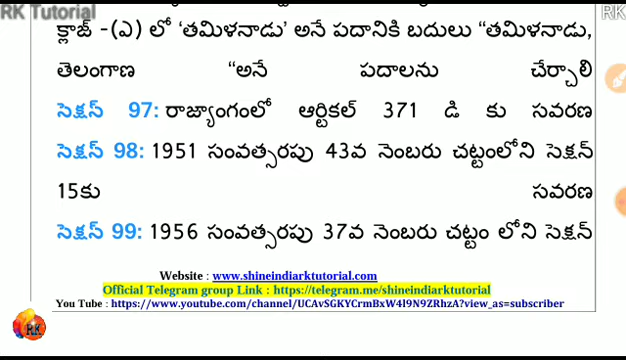 RK Tutorial
RK Tutorial
క్లాజ్ -(ఎ) లో ‘తమిళనాడు’ అనే పదానికి బదులు “తమిళనాడు,
తెలంగాణ “అనే పదాలను చేర్చాలి
సెక్షన్ 97: రాజ్యాంగంలో ఆర్టికల్ 371 డి కు సవరణ
సెక్షన్ 98: 1951 సంవత్సరపు 43వ నెంబరు చట్టంలోని సెక్షన్
15కు సవరణ
సెక్షన్ 99: 1956 సంవత్సరపు 37వ నెంబరు చట్టం లోని సెక్షన్
Website : www.shineindiarktutorial.com
Official Telegram group Link : https://telegram.me/shineindiarktutorial
You Tube : https://www.youtube.com/channel/UCAvSGKYCrmBxW4l9N9ZRhzA?view_as=subscriber
RK